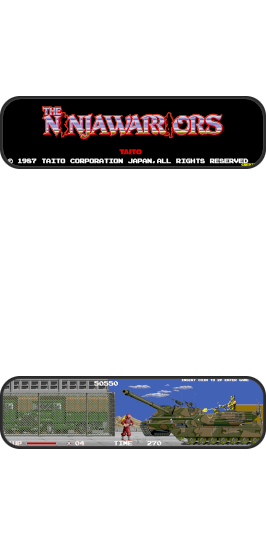 THE
NINJAWARRIORS
TAITO
© 1987 TAITO CORPORATION JAPAN, ALL RIGHTS RESERVED
50550
INSERT COIN TO UP ENTER GAME
UP
04 TIME 270